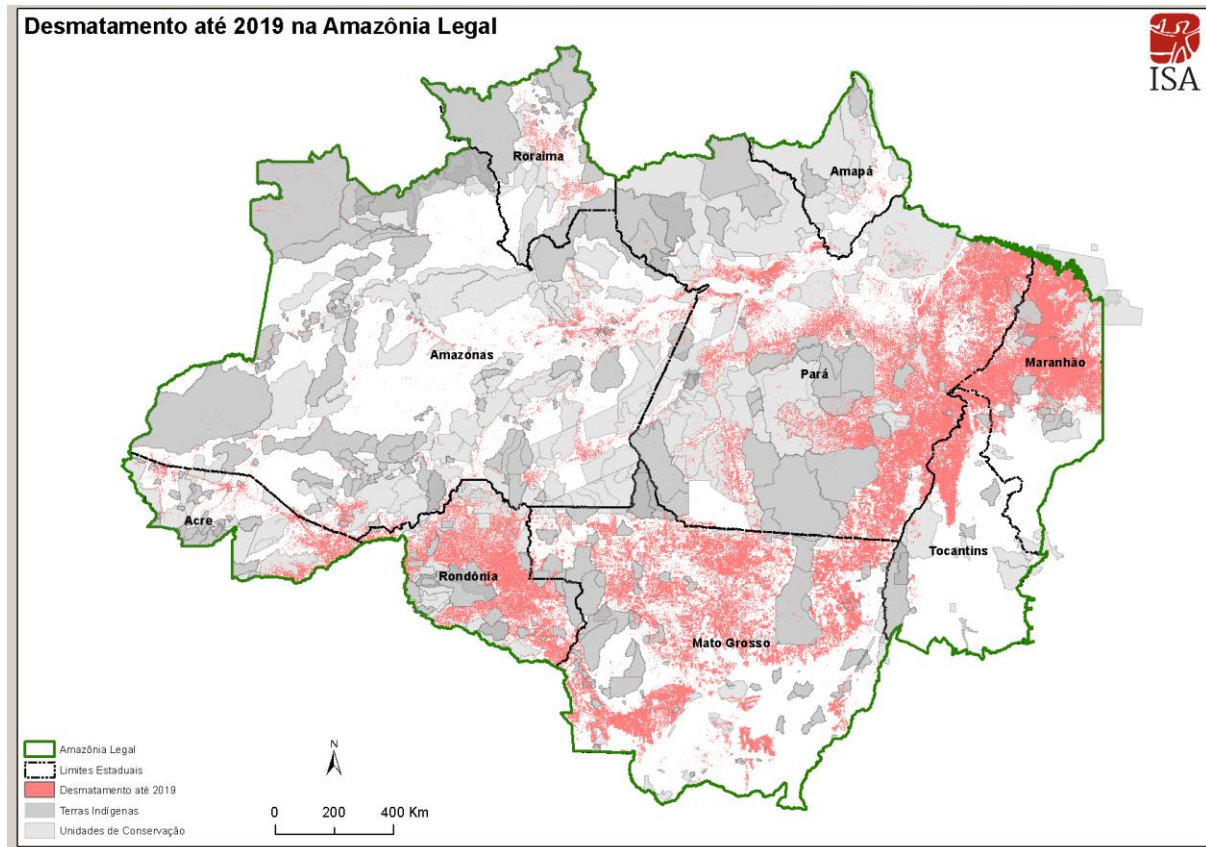 Desmatamento até 2019 na Amazônia Legal
ISA
Roraima
Amapá
Amazonas
Pará
Maranhão
Acre
Rondônia
Tocantins
Mato Grosso
Amazônia Legal
Limites Estaduais
Desmatamento até 2019
Terras Indígenas
Unidades de Conservação
N
0 200 400 Km